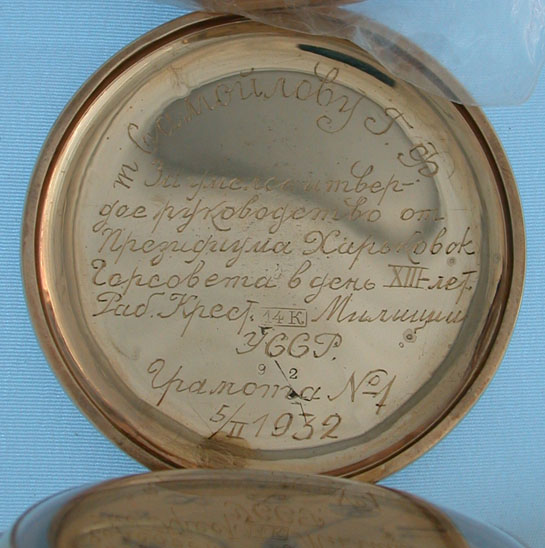 т Самойлову Г. Ф
За умелое и твер-
дое руководство от-
Президиума Харьковск
Горсовета в день XIII-лет.
Раб. Крест. 14K Милиции
УССР.
9 2
Грамота №1
5/II 1932